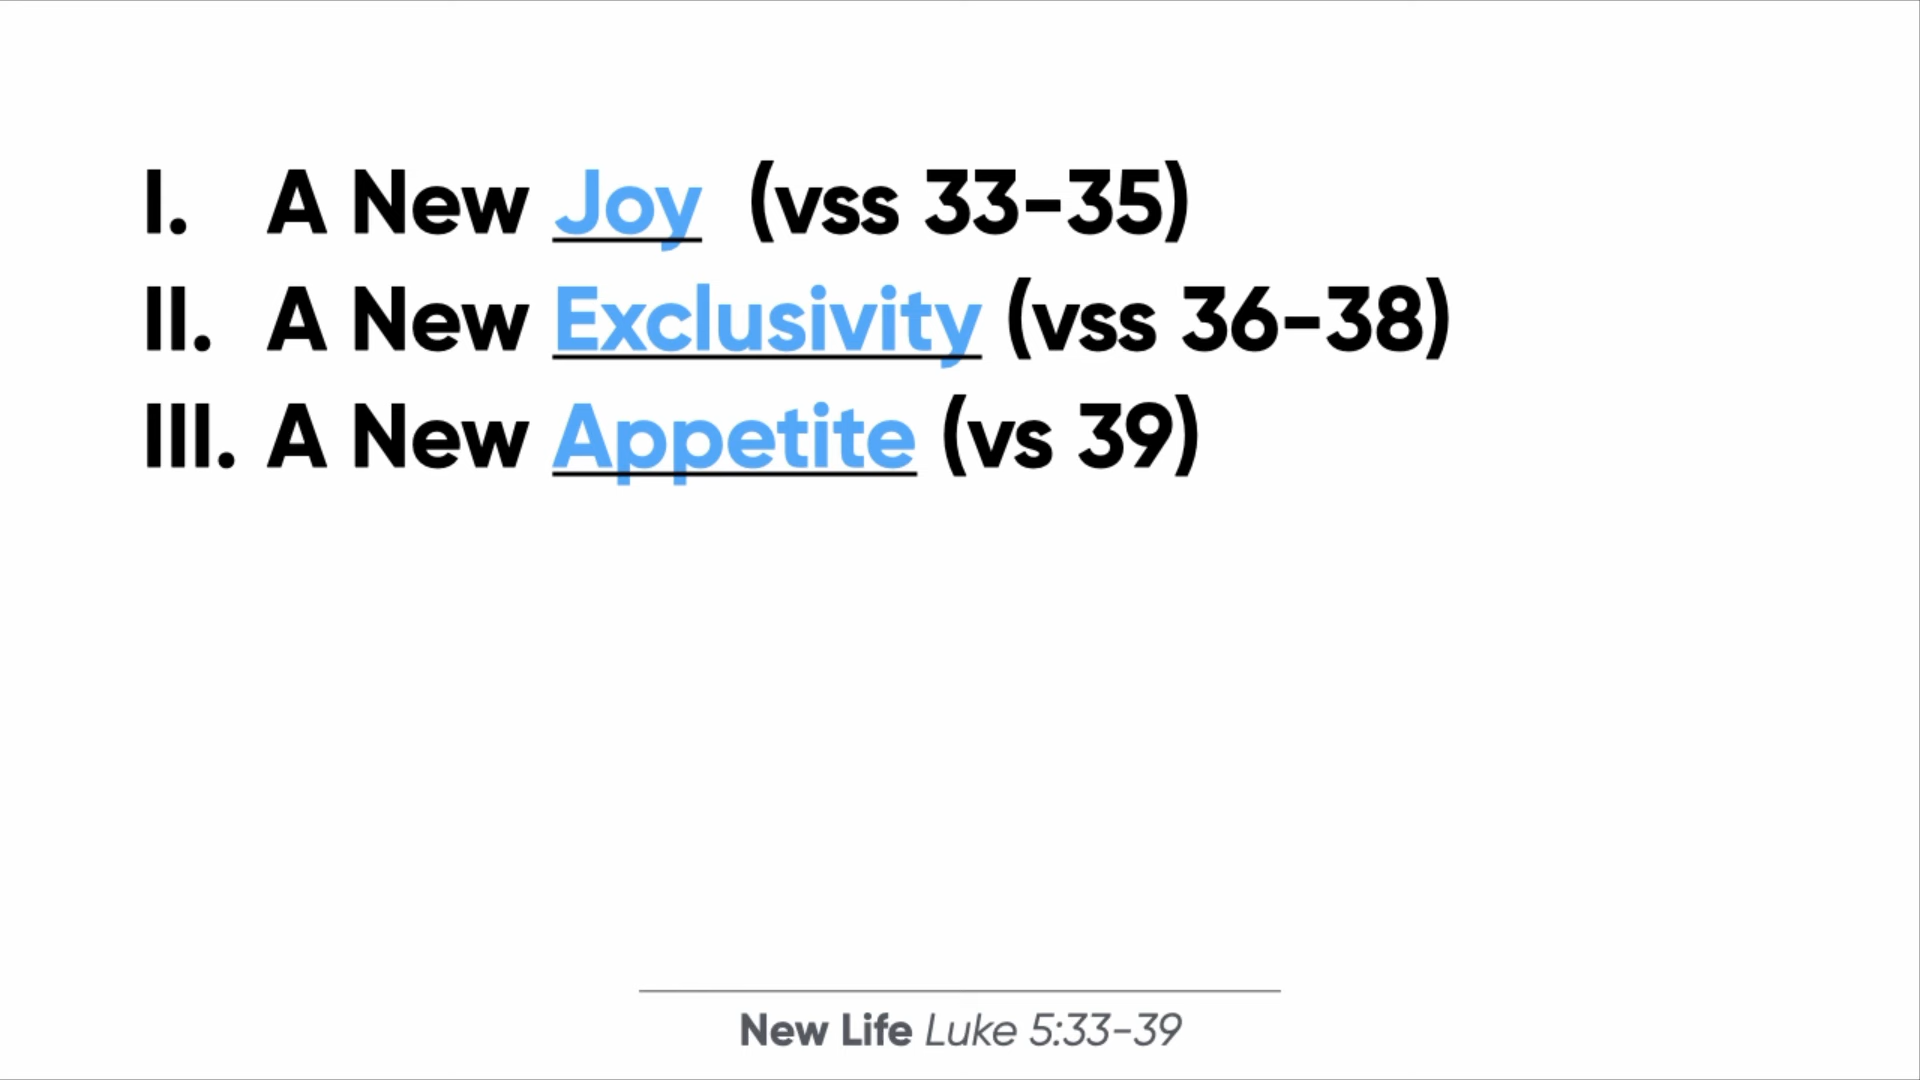 I. A New Joy (vss 33-35)
II. A New Exclusivity (vss 36-38)
III. A New Appetite (vs 39)
New Life Luke 5:33-39